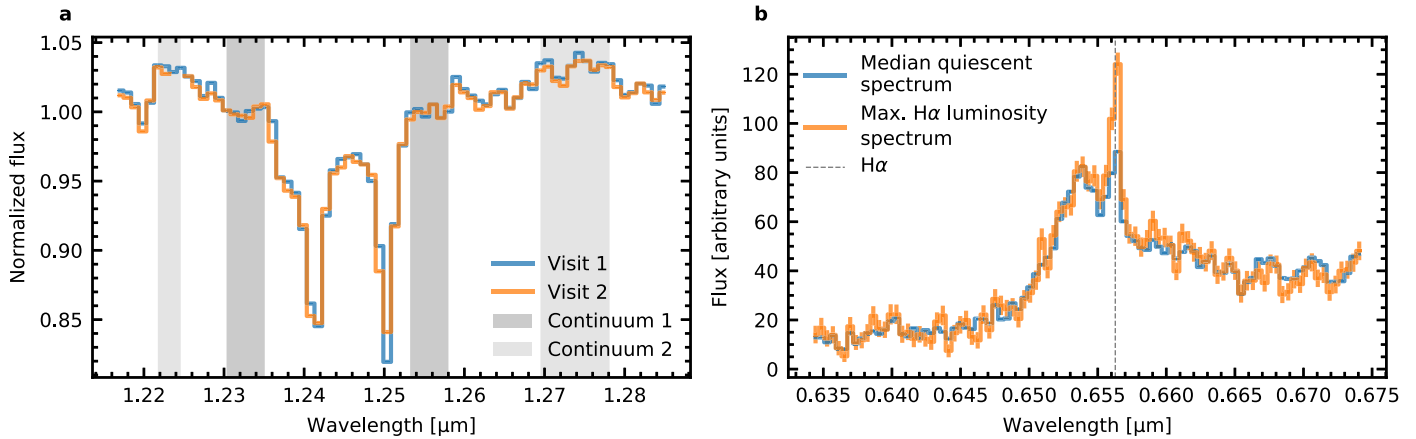 a
1.05
1.00
0.95
0.90
0.85
Normalized flux
Visit 1
Visit 2
Continuum 1
Continuum 2
1.22 1.23 1.24 1.25 1.26 1.27 1.28
Wavelength [μm]
b
120
100
80
60
40
20
0
Flux [arbitrary units]
Median quiescent
spectrum
Max. Hα luminosity
spectrum
Hα
0.635 0.640 0.645 0.650 0.655 0.660 0.665 0.670 0.675
Wavelength [μm]